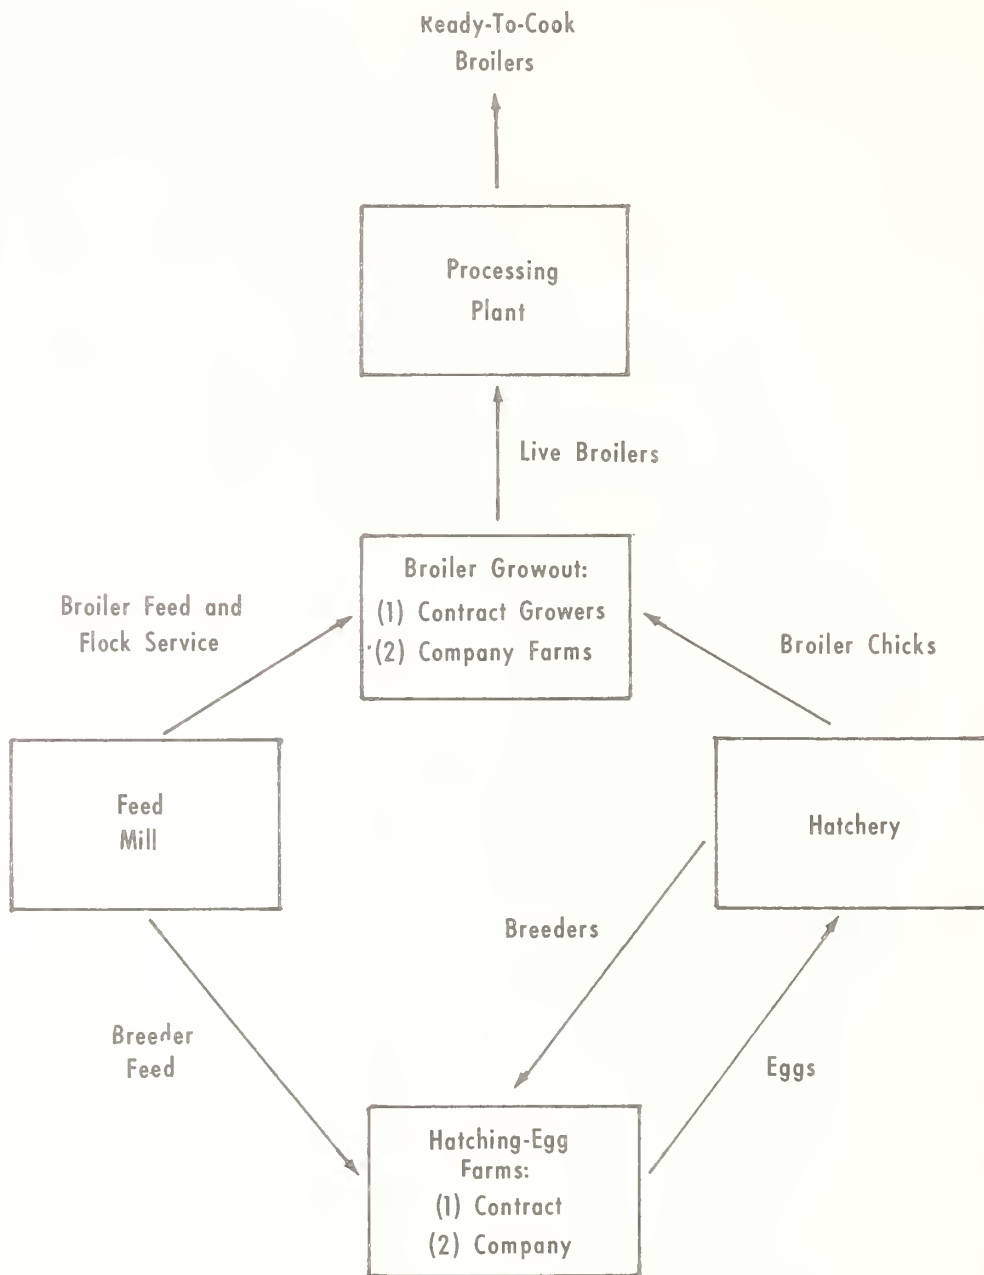 Ready-To-Cook
Broilers
Processing
Plant
Live Broilers
Broiler Growout:
(1) Contract Growers
(2) Company Farms
Broiler Feed and
Flock Service
Broiler Chicks
Feed
Mill
Hatchery
Breeders
Breeder
Feed
Eggs
Hatching-Egg
Farms:
(1) Contract
(2) Company